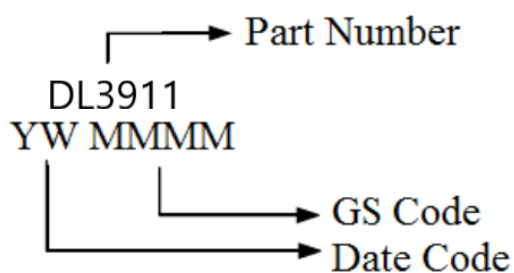 Part Number
DL3911
YW MMMM
GS Code
Date Code